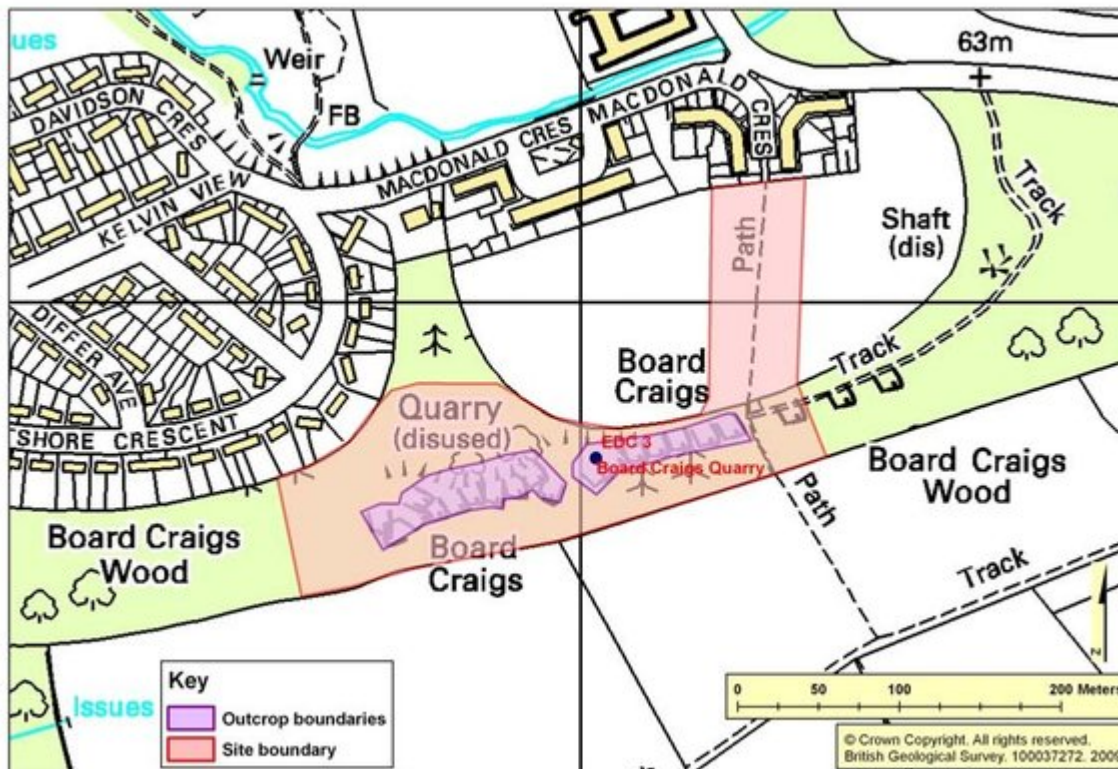 ues
Weir
63m
FB
DAVIDSON CRES
MACDONALD CRES
MACDONALD
CRES
KELVIN VIEW
Track
Shaft
(dis)
Path
DIFFER AVE
Board
Craigs
Track
Quarry
(disused)
TSHORE CRESCENT
EDC 3
Board Craigs Quarry
Board Craigs
Wood
Path
Board Craigs
Wood
Board
Craigs
Track
Issues
Key
Outcrop boundaries
Site boundary
N
0 50 100 200 Meters
© Crown Copyright. All rights reserved.
British Geological Survey. 100037272. 2009